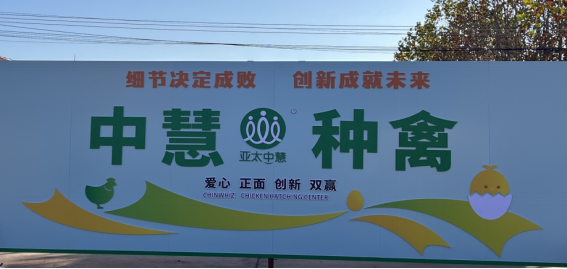 细节决定成败 创新成就未来
中慧 亚太中慧 种禽
爱心 正面 创新 双赢
CHINWHIZ CHICKEN HATCHING CENTER